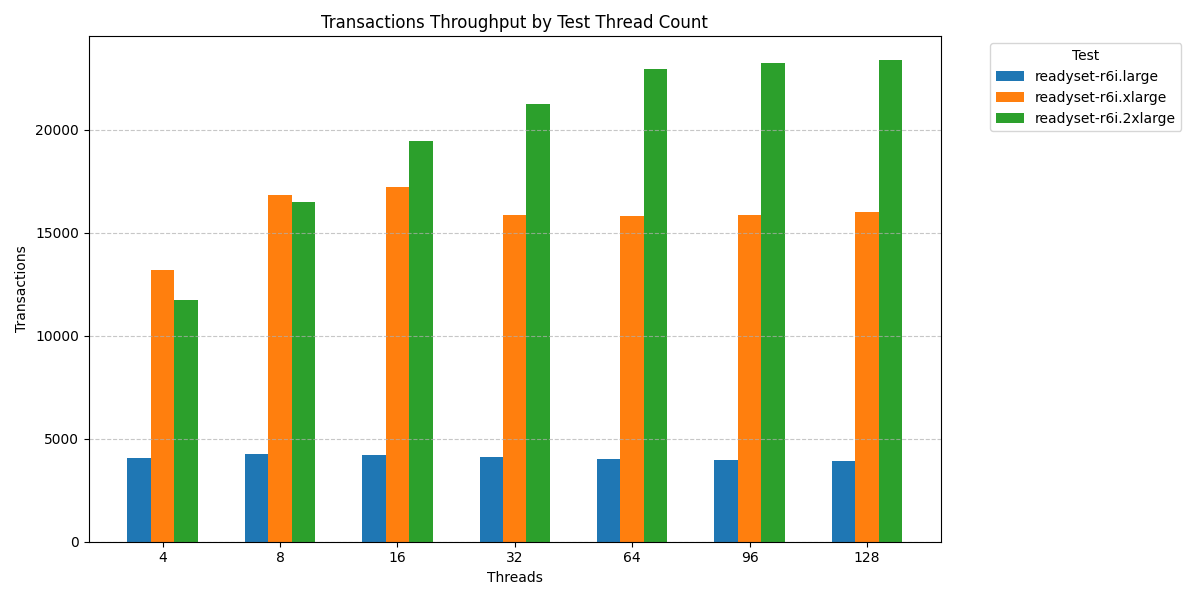 Transactions Throughput by Test Thread Count
Test
readyset-r6i.large
readyset-r6i.xlarge
readyset-r6i.2xlarge
Transactions
20000
15000
10000
5000
0
4 8 16 32 64 96 128
Threads